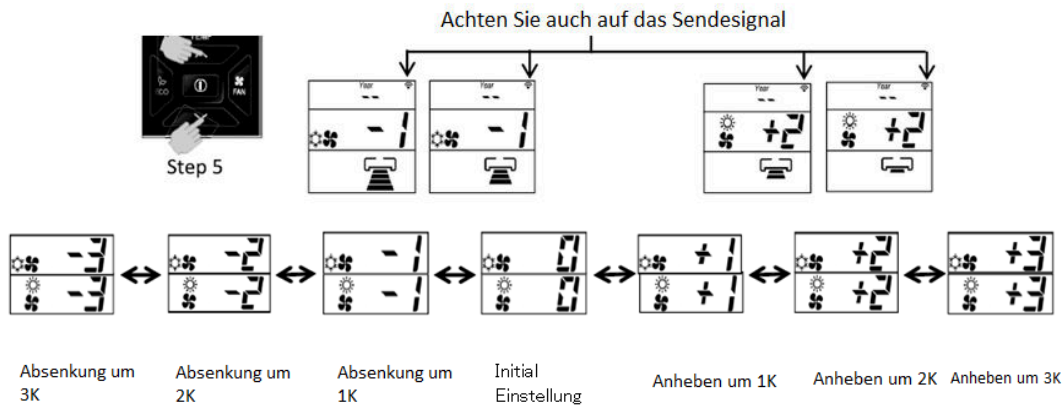 Achten Sie auch auf das Sendesignal
TEMP
ECO
FAN
Step 5
Year
--
-1
Year
--
-1
Year
--
+2
Year
--
+2
-3
-2
-1
0
+1
+2
+3
-3
-2
-1
0
+1
+2
+3
Absenkung um
3K
Absenkung um
2K
Absenkung um
1K
Initial
Einstellung
Anheben um 1K
Anheben um 2K
Anheben um 3K